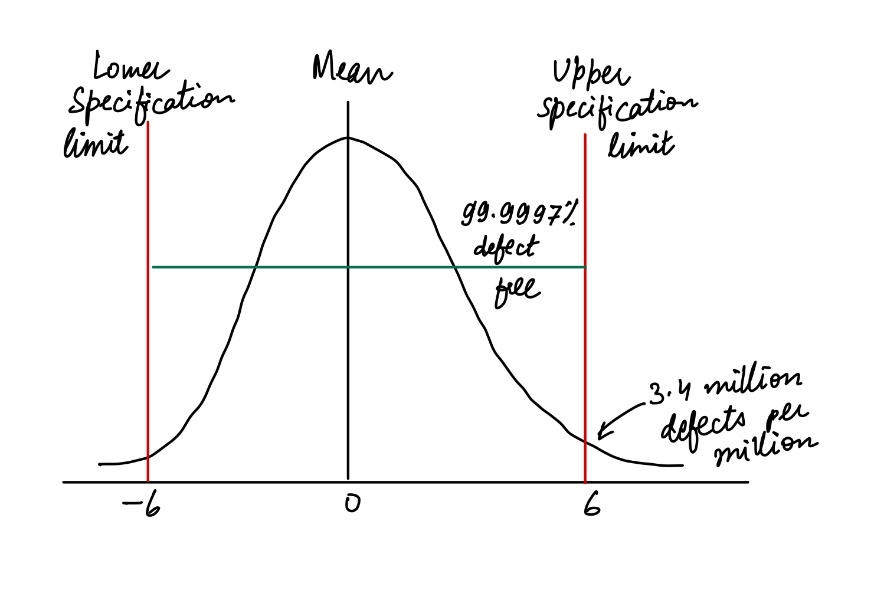 Lower
Specification
limit
Mean
Upper
specification
limit
99.9997%
defect
free
3.4 million
defects per
million
-6
0
6